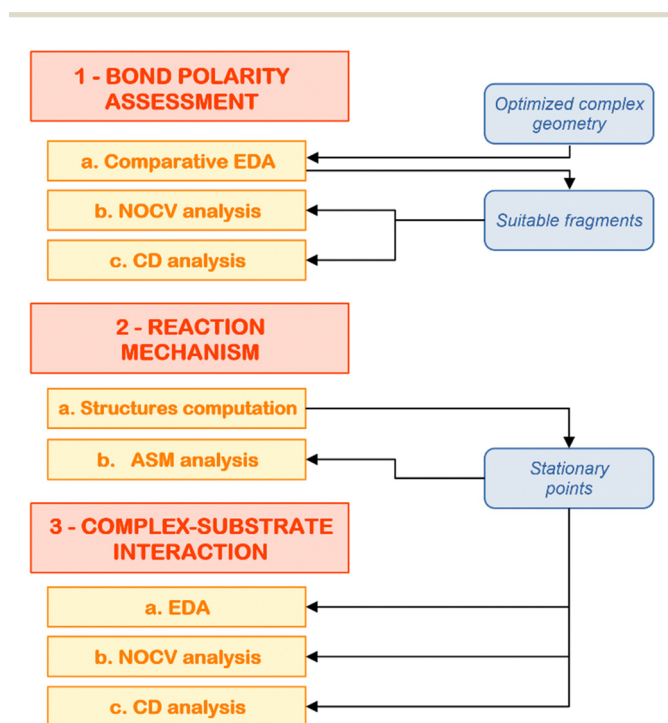 1 - BOND POLARITY
ASSESSMENT
Optimized complex
geometry
a. Comparative EDA
b. NOCV analysis
Suitable fragments
c. CD analysis
2 - REACTION
MECHANISM
a. Structures computation
b. ASM analysis
Stationary
points
3 - COMPLEX-SUBSTRATE
INTERACTION
a. EDA
b. NOCV analysis
c. CD analysis